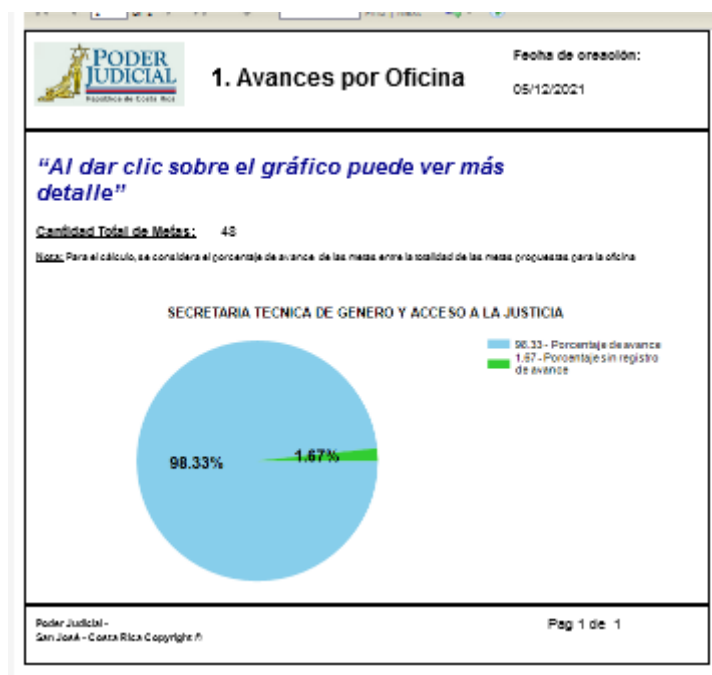 PODER
JUDICIAL
República de Costa Rica
1. Avances por Oficina
Fecha de creación:
05/12/2021
“Al dar clic sobre el gráfico puede ver más
detalle”
Cantidad Total de Metas: 48
Nota: Para el cálculo, se considera el porcentaje de avance de las metas entre la totalidad de las metas propuestas para la oficina
SECRETARIA TECNICA DE GENERO Y ACCESO A LA JUSTICIA
98.33 - Porcentaje de avance
1.67 - Porcentaje sin registro
de avance
98.33%
1.67%
Poder Judicial -
San José - Costa Rica Copyright ©
Pag 1 de 1